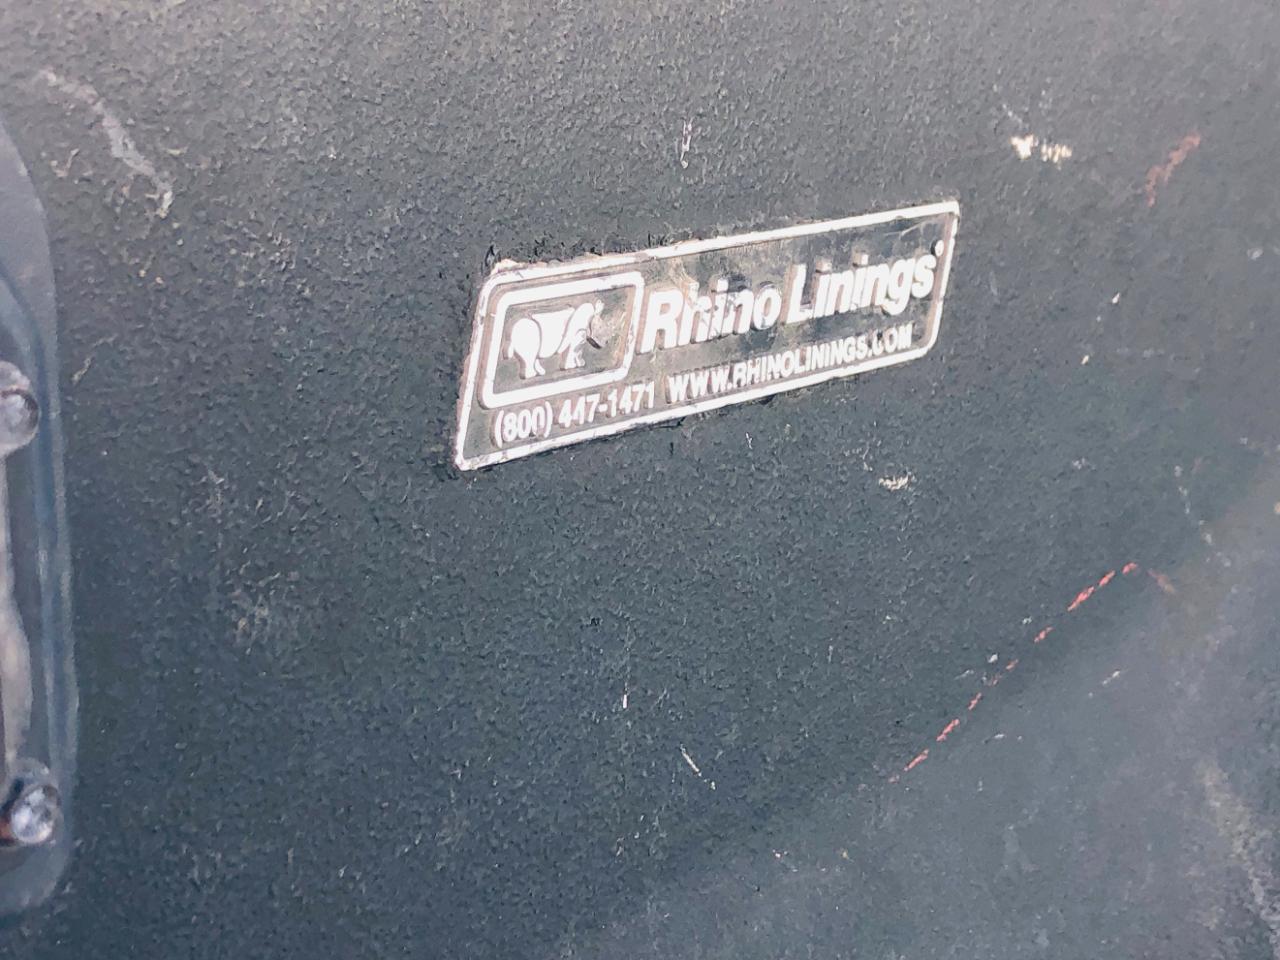 Rhino Linings®
(800) 447-1471 WWW.RHINOLININGS.COM